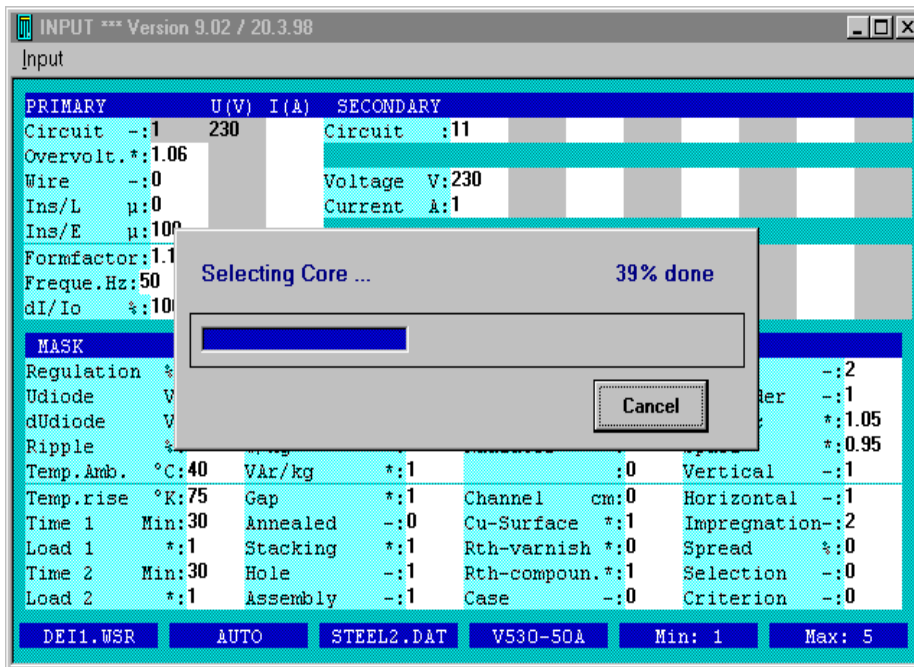 INPUT *** Version 9.02 / 20.3.98
Input
PRIMARY U(V) I(A) SECONDARY
Circuit -:1 230 Circuit :11
Overvolt.*:1.06
Wire -:0 Voltage V:230
Ins/L µ:0 Current A:1
Ins/E µ:100
Formfactor:1.1
Selecting Core ... 39% done
Freque.Hz:50
dI/Io %:100
MASK
Regulation % -:2
Udiode V -:1
Cancel
dUdiode V *:1.05
Ripple *:0.95
Temp.Amb. °C:40 VAr/kg *:1 :0 Vertical -:1
Temp.rise °K:75 Gap *:1 Channel cm:0 Horizontal -:1
Time 1 Min:30 Annealed -:0 Cu-Surface *:1 Impregnation-:2
Load 1 *:1 Stacking *:1 Rth-varnish *:0 Spread %:0
Time 2 Min:30 Hole -:1 Rth-compoun.*:1 Selection -:0
Load 2 *:1 Assembly -:1 Case -:0 Criterion -:0
DEI1.WSR AUTO STEEL2.DAT V530-50A Min: 1 Max: 5